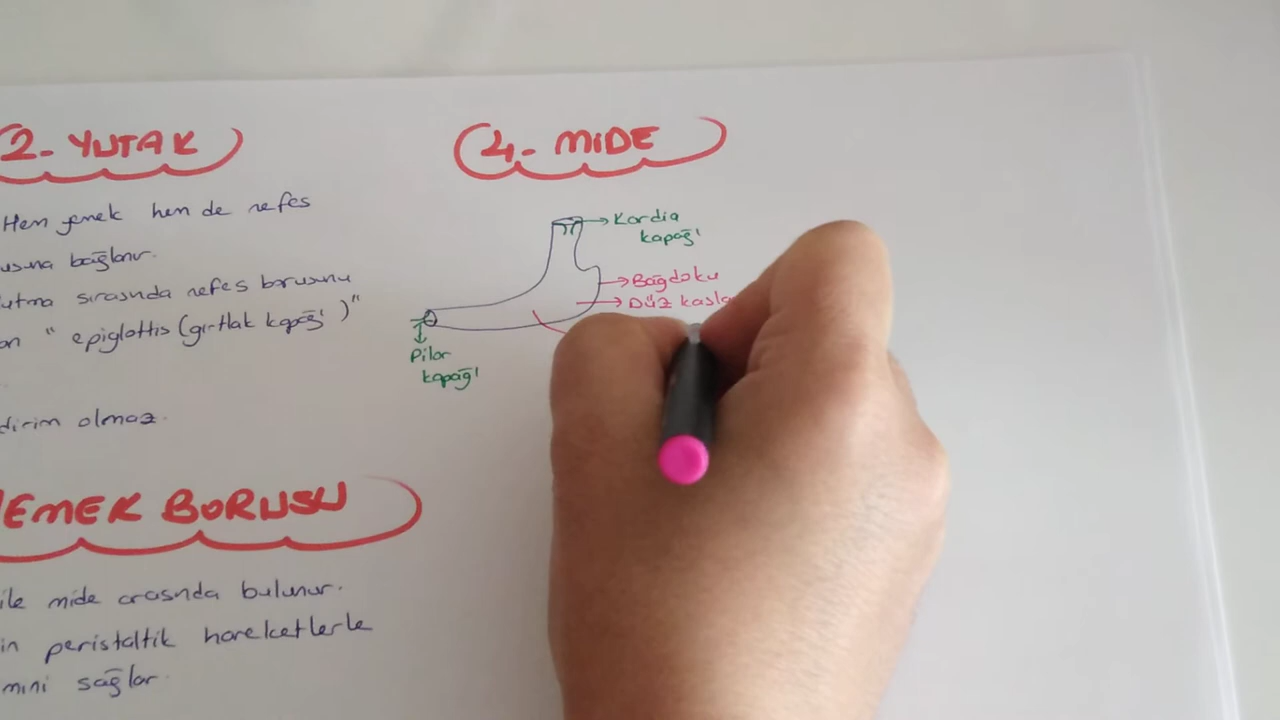 2- YUTAK
Hem yemek hem de nefes
usuna bağlanır.
utma sırasında nefes borusunu
on "epiglottis (gırtlak kapağı)"
dirim olmaz.
YEMEK BORUSU
ile mide arasında bulunur.
in peristaltik hareketlerle
mini sağlar.
4- MİDE
Kardia
kapağı
Bağdoku
Düz kasla
Pilor
kapağı